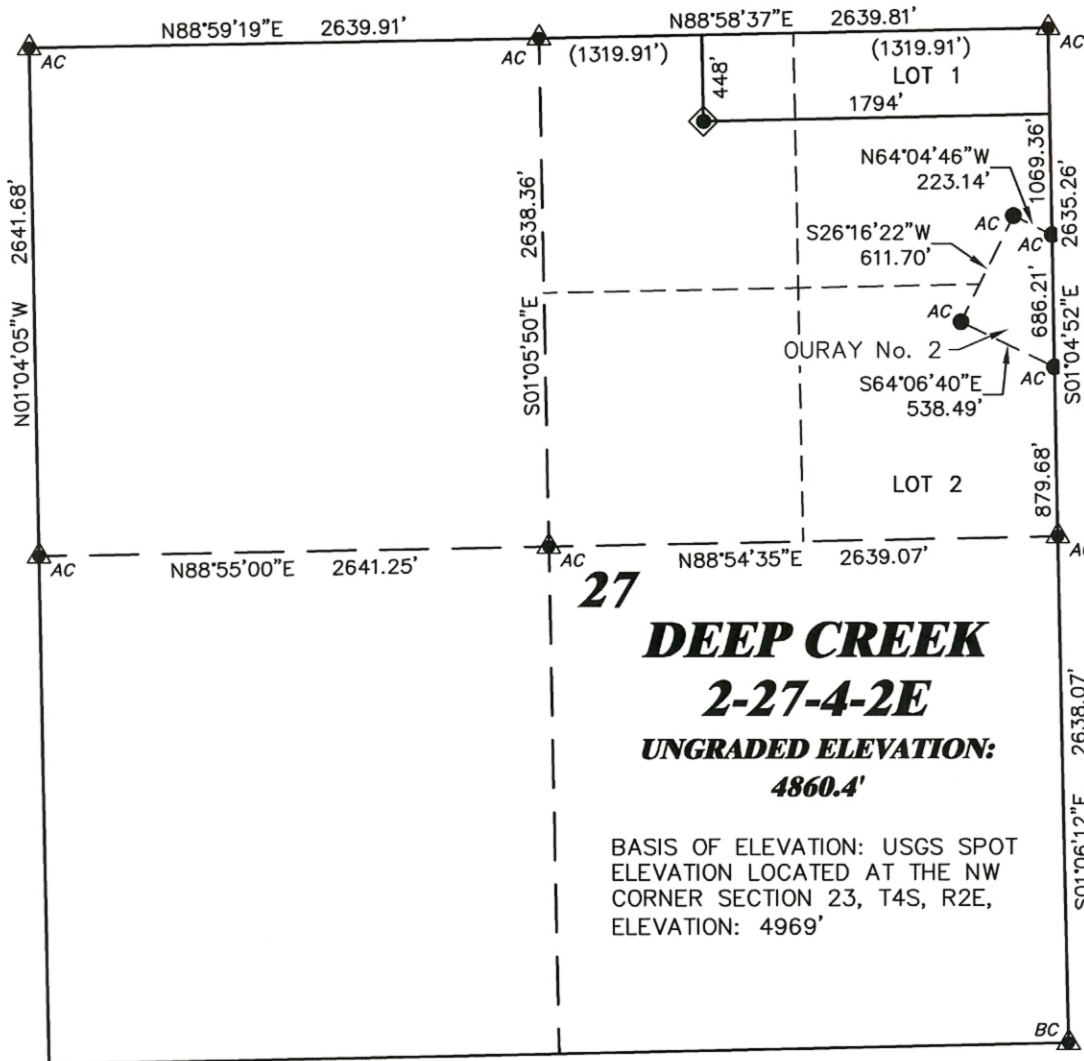 N88°59'19"E 2639.91'
N88°58'37"E 2639.81'
AC
AC
(1319.91')
(1319.91')
AC
LOT 1
448'
1794'
N64°04'46"W
223.14'
1069.36'
2635.26'
N01°04'05"W 2641.68'
S01°05'50"E 2638.36'
S26°16'22"W
611.70'
AC
AC
AC
686.21'
S01°04'52"E
OURAY No. 2
S64°06'40"E
538.49'
AC
LOT 2
879.68'
AC
N88°55'00"E 2641.25'
AC
N88°54'35"E 2639.07'
AC
27
DEEP CREEK
2-27-4-2E
UNGRADED ELEVATION:
4860.4'
BASIS OF ELEVATION: USGS SPOT
ELEVATION LOCATED AT THE NW
CORNER SECTION 23, T4S, R2E,
ELEVATION: 4969'
S01°06'12"E 2638.07'
BC